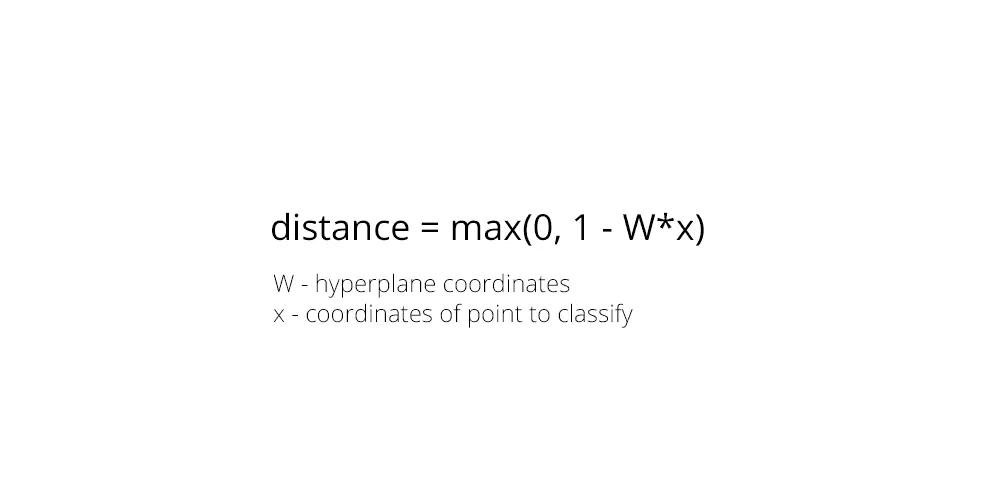 distance = max(0, 1 - W*x)
W - hyperplane coordinates
x - coordinates of point to classify